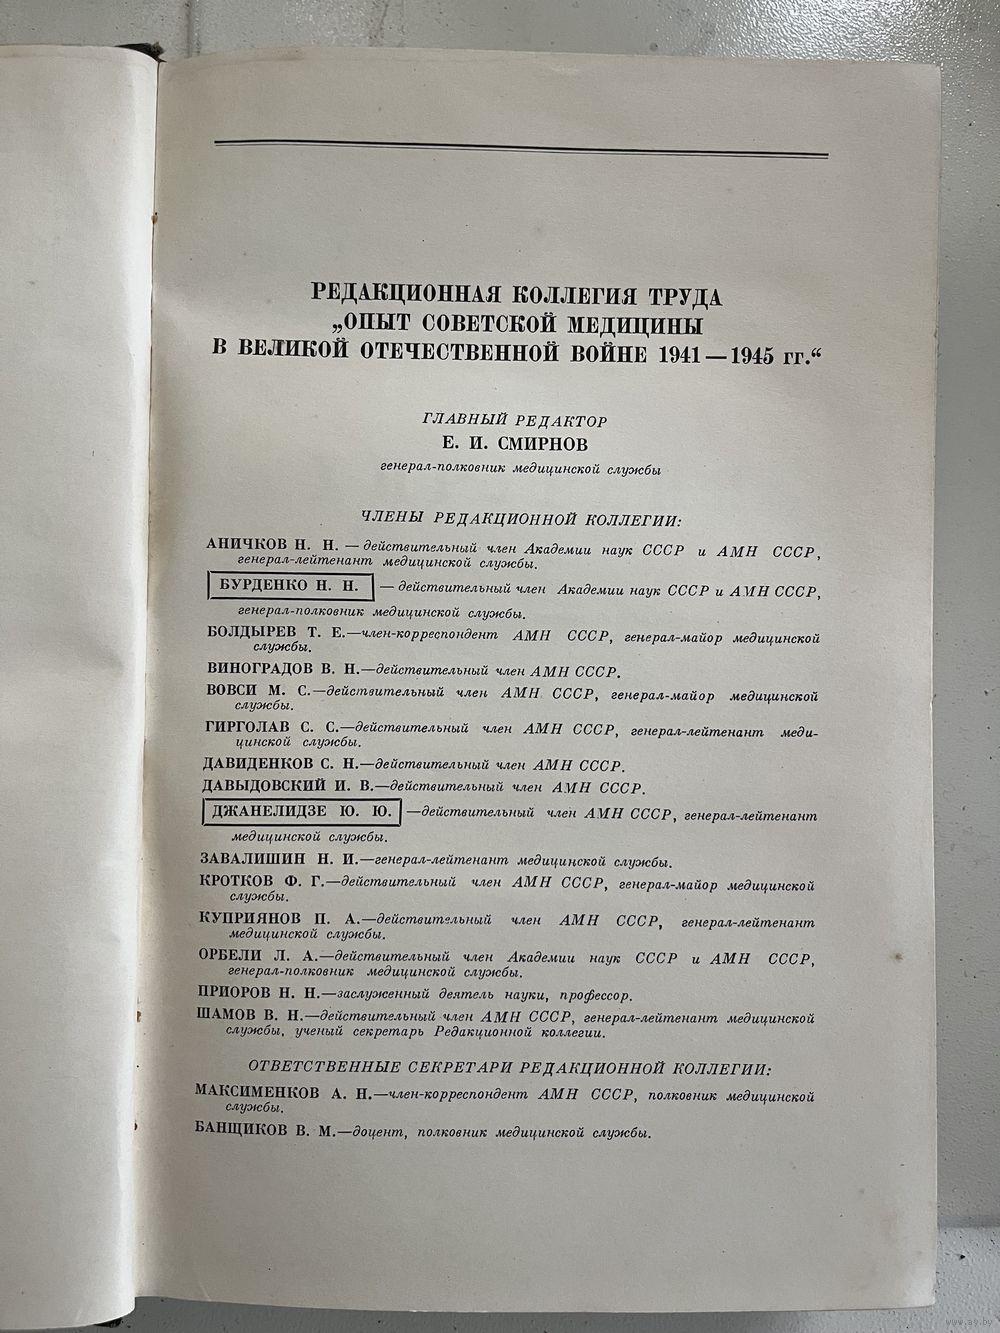 РЕДАКЦИОННАЯ КОЛЛЕГИЯ ТРУДА
„ОПЫТ СОВЕТСКОЙ МЕДИЦИНЫ
В ВЕЛИКОЙ ОТЕЧЕСТВЕННОЙ ВОЙНЕ 1941 — 1945 гг.“
ГЛАВНЫЙ РЕДАКТОР
Е. И. СМИРНОВ
генерал-полковник медицинской службы
ЧЛЕНЫ РЕДАКЦИОННОЙ КОЛЛЕГИИ:
АНИЧКОВ Н. Н. — действительный член Академии наук СССР и АМН СССР,
генерал-лейтенант медицинской службы.
БУРДЕНКО Н. Н. — действительный член Академии наук СССР и АМН СССР,
генерал-полковник медицинской службы.
БОЛДЫРЕВ Т. Е.—член-корреспондент АМН СССР, генерал-майор медицинской
службы.
ВИНОГРАДОВ В. Н.—действительный член АМН СССР.
ВОВСИ М. С.—действительный член АМН СССР, генерал-майор медицинской
службы.
ГИРГОЛАВ С. С.—действительный член АМН СССР, генерал-лейтенант меди-
цинской службы.
ДАВИДЕНКОВ С. Н.—действительный член АМН СССР.
ДАВЫДОВСКИЙ И. В.—действительный член АМН СССР.
ДЖАНЕЛИДЗЕ Ю. Ю. —действительный член АМН СССР, генерал-лейтенант
медицинской службы.
ЗАВАЛИШИН Н. И.—генерал-лейтенант медицинской службы.
КРОТКОВ Ф. Г.—действительный член АМН СССР, генерал-майор медицинской
службы.
КУПРИЯНОВ П. А.—действительный член АМН СССР, генерал-лейтенант
медицинской службы.
ОРБЕЛИ Л. А.—действительный член Академии наук СССР и АМН СССР,
генерал-полковник медицинской службы.
ПРИОРОВ Н. Н.—заслуженный деятель науки, профессор.
ШАМОВ В. Н.—действительный член АМН СССР, генерал-лейтенант медицинской
службы, ученый секретарь Редакционной коллегии.
ОТВЕТСТВЕННЫЕ СЕКРЕТАРИ РЕДАКЦИОННОЙ КОЛЛЕГИИ:
МАКСИМЕНКОВ А. Н.—член-корреспондент АМН СССР, полковник медицинской
службы.
БАНЩИКОВ В. М.—доцент, полковник медицинской службы.
www.ay.by